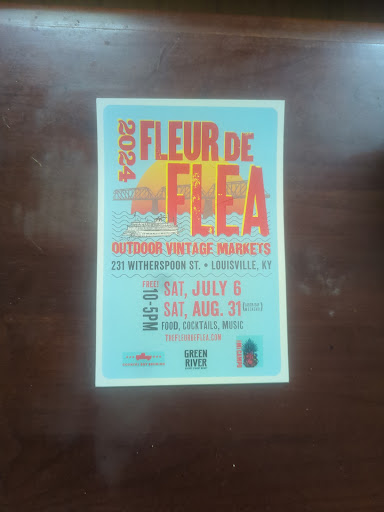 2024
FLEUR DE
FLEA
OUTDOOR VINTAGE MARKETS
231 WITHERSPOON ST. • LOUISVILLE, KY
FREE!
10-5PM
SAT, JULY 6
SAT, AUG. 31
FOOD, COCKTAILS, MUSIC
THEFLEURDEFLEA.COM
GREEN
RIVER